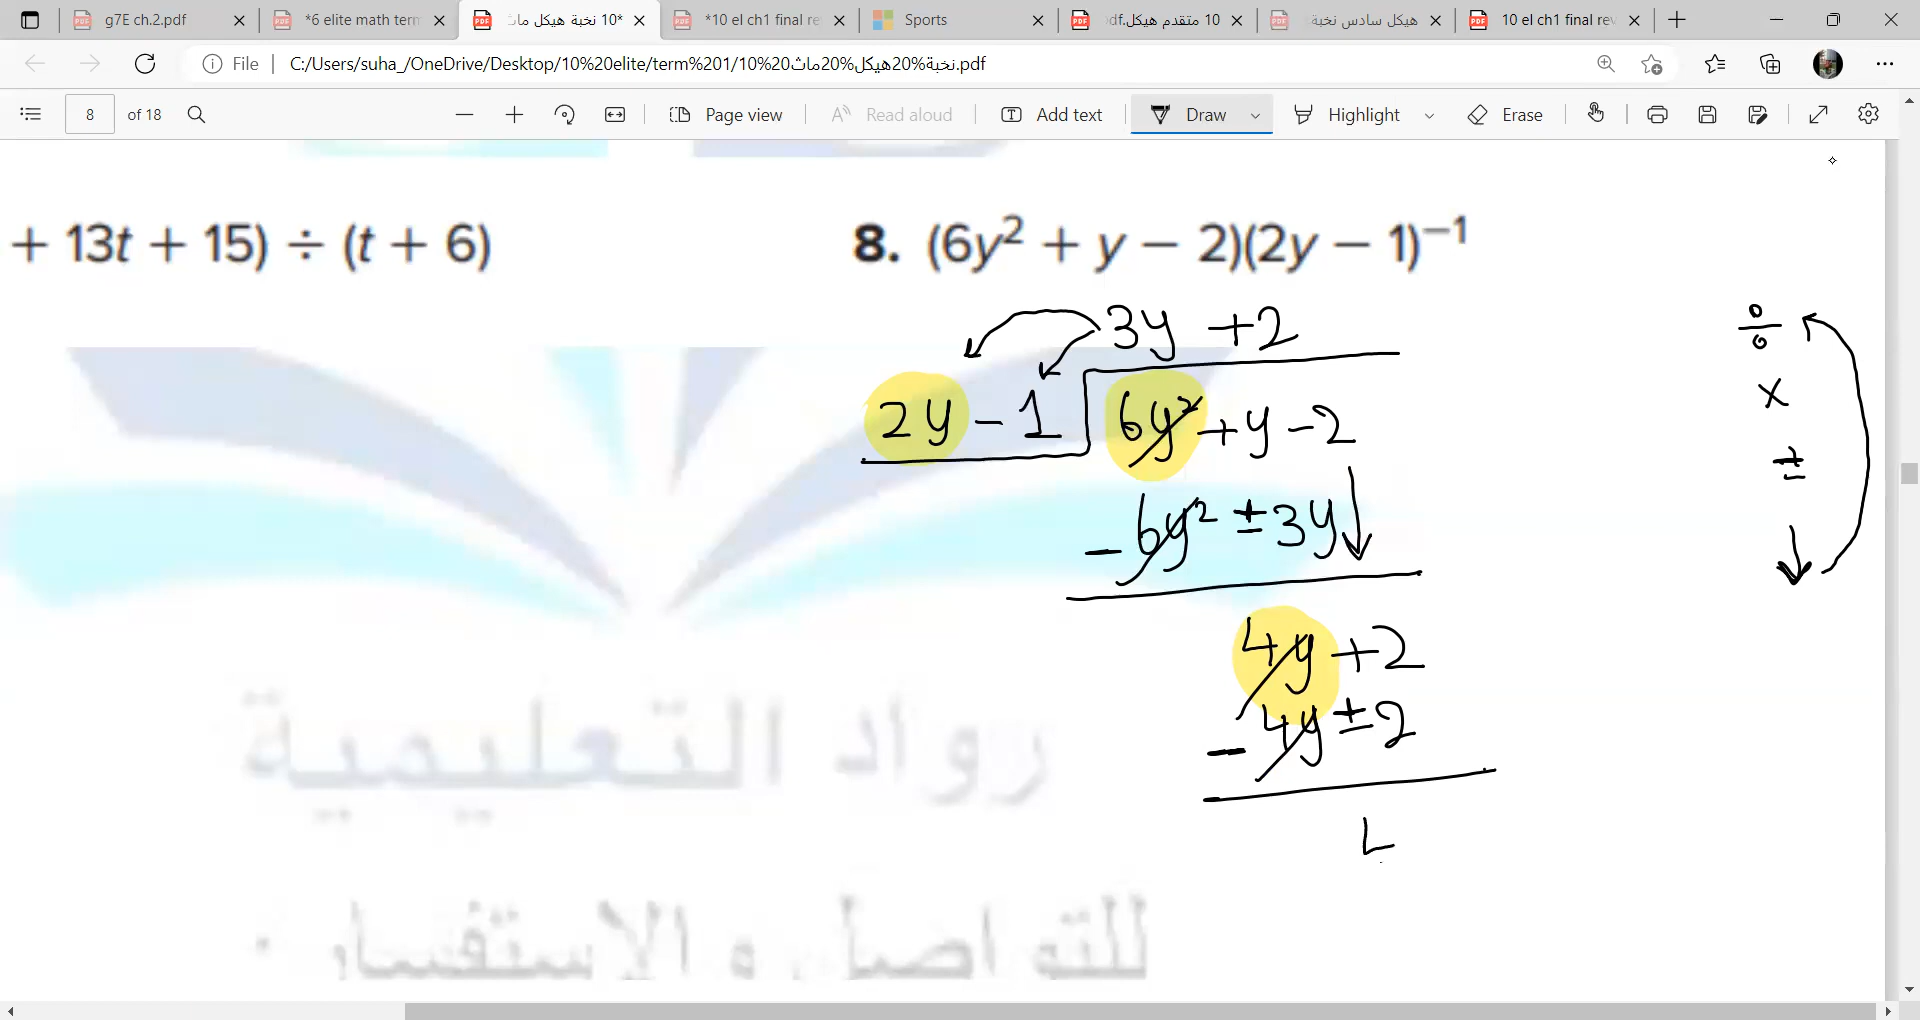 g7E ch.2.pdf
*6 elite math term
*10 نخبة هيكل ماث
*10 el ch1 final re
Sports
10 متقدم هيكل.pdf
هيكل سادس نخبة
10 el ch1 final rev
File
C:/Users/suha_/OneDrive/Desktop/10%20elite/term%201/10%20نخبة%20هيكل%20ماث.pdf
8 of 18
Page view
Read aloud
Add text
Draw
Highlight
Erase
+ 13t + 15) ÷ (t + 6)
8. (6y² + y − 2)(2y − 1)⁻¹
3y +2
2y − 1
6y² +y −2
− 6y² ± 3y
4y +2
− 4y ± 2
4
÷
×
±
رواد التعليمية
للتواصل و الاستفسار